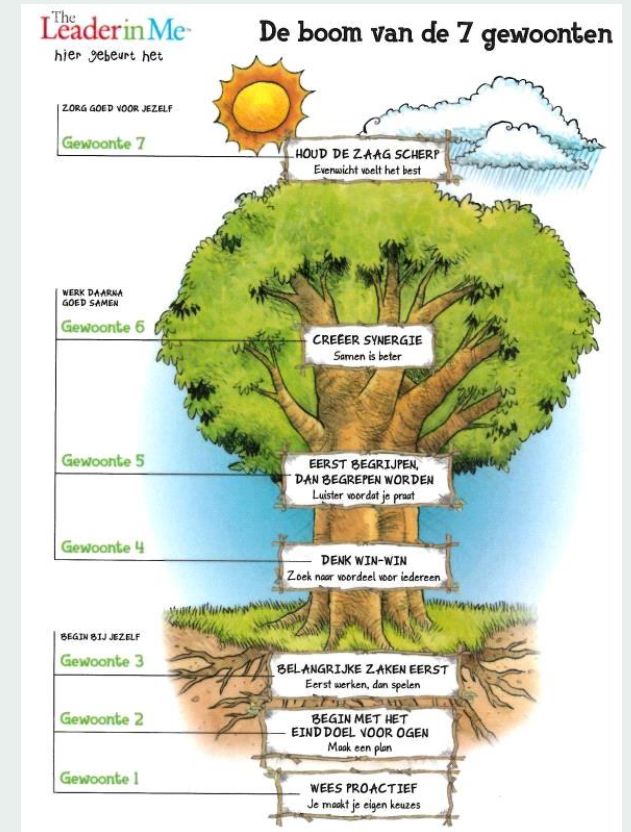 The
Leader in Me
hier gebeurt het
De boom van de 7 gewoonten
ZORG GOED VOOR JEZELF
Gewoonte 7
HOUD DE ZAAG SCHERP
Evenwicht voelt het best
WERK DAARNA
GOED SAMEN
Gewoonte 6
CREËER SYNERGIE
Samen is beter
Gewoonte 5
EERST BEGRIJPEN,
DAN BEGREPEN WORDEN
Luister voordat je praat
Gewoonte 4
DENK WIN-WIN
Zoek naar voordeel voor iedereen
BEGIN BIJ JEZELF
Gewoonte 3
BELANGRIJKE ZAKEN EERST
Eerst werken, dan spelen
Gewoonte 2
BEGIN MET HET
EINDDOEL VOOR OGEN
Maak een plan
Gewoonte 1
WEES PROACTIEF
Je maakt je eigen keuzes